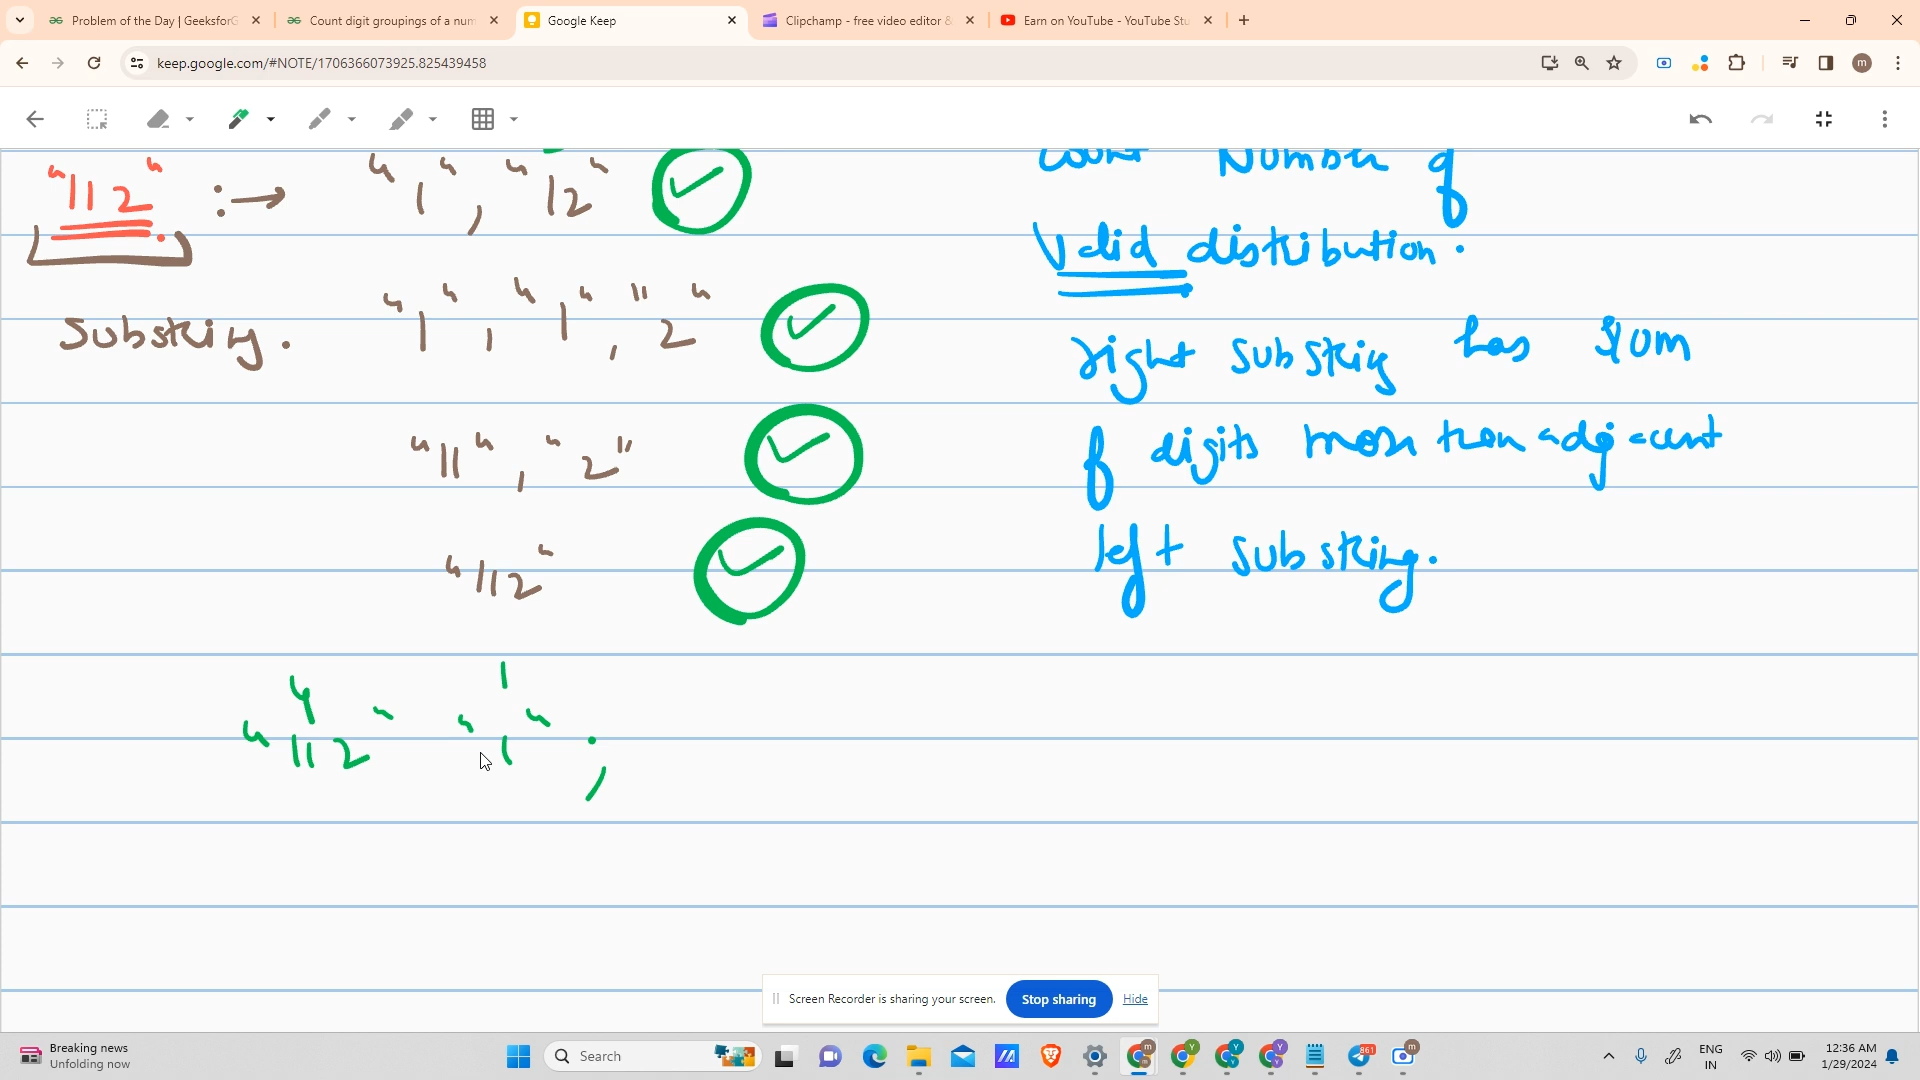 Problem of the Day | GeeksforG
Count digit groupings of a num
Google Keep
Clipchamp - free video editor &
Earn on YouTube - YouTube Stu
keep.google.com/#NOTE/1706366073925.825439458
"112" :→ "1", "12"
count Number of
Valid distribution.
Substring. "1", "1", "2"
right substring has sum
"11", "2"
of digits more than adjacent
"112"
left substring.
4
1
"112" "1" ;
Screen Recorder is sharing your screen.
Stop sharing
Hide
Breaking news
Unfolding now
Search
861
ENG
IN
12:36 AM
1/29/2024